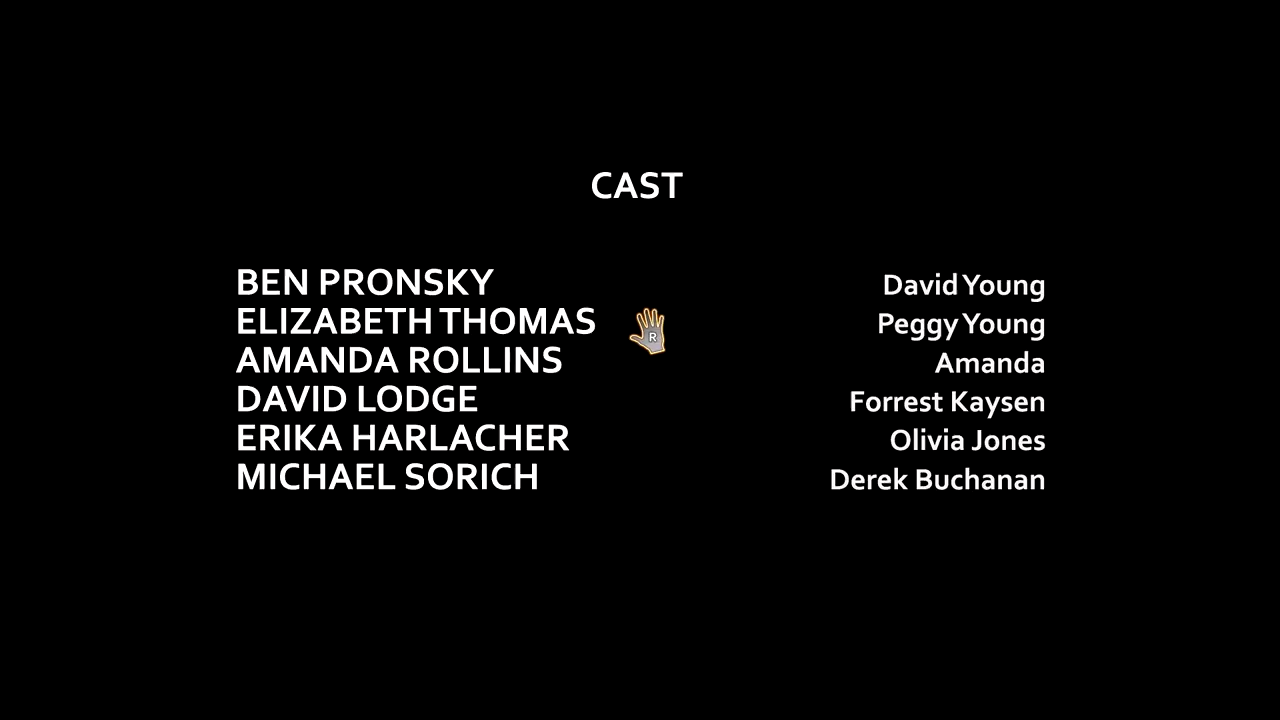 CAST
BEN PRONSKY David Young
ELIZABETH THOMAS R Peggy Young
AMANDA ROLLINS Amanda
DAVID LODGE Forrest Kaysen
ERIKA HARLACHER Olivia Jones
MICHAEL SORICH Derek Buchanan